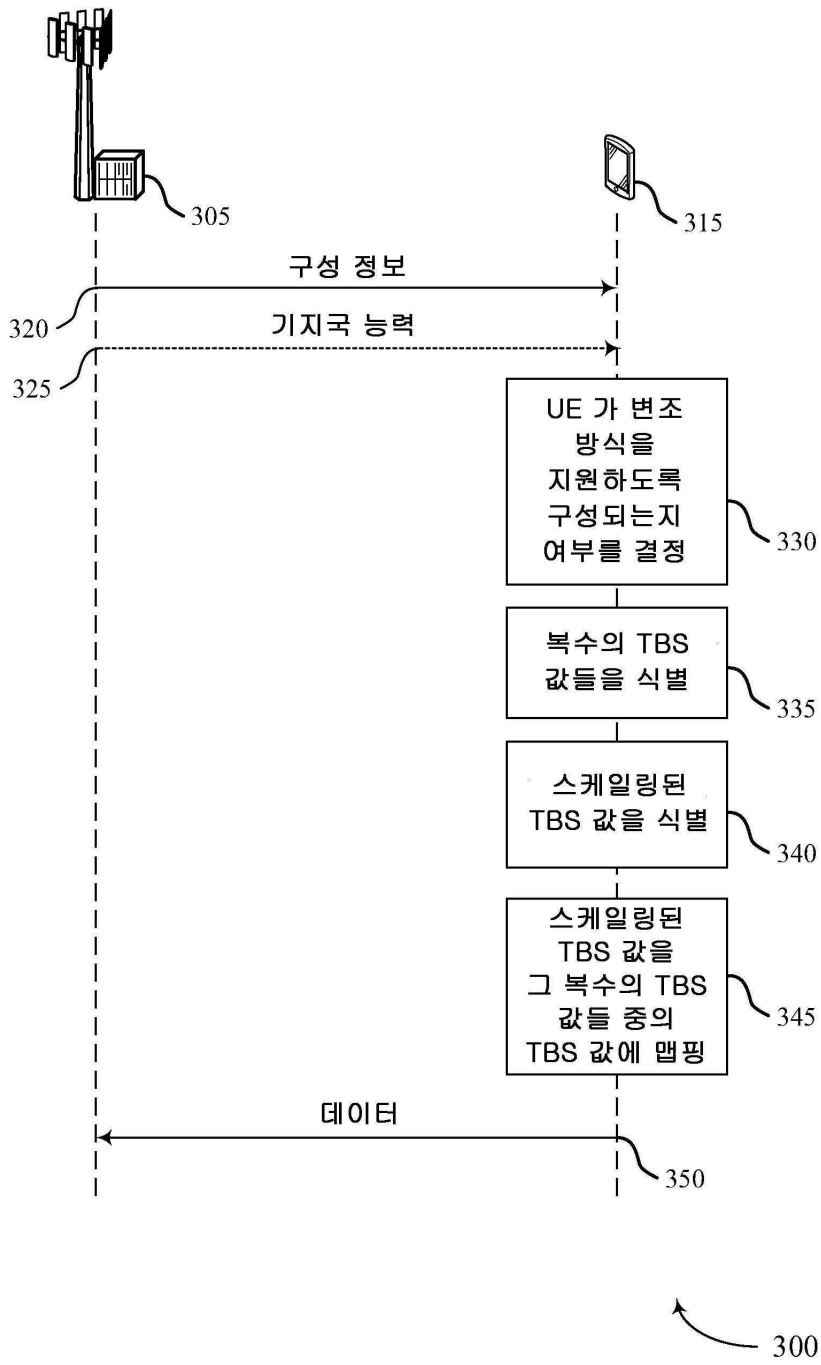 305
315
구성 정보
320
기지국 능력
325
UE 가 변조
방식을
지원하도록
구성되는지
여부를 결정
330
복수의 TBS
값들을 식별
335
스케일링된
TBS 값을 식별
340
스케일링된
TBS 값을
그 복수의 TBS
값들 중의
TBS 값에 맵핑
345
데이터
350
300